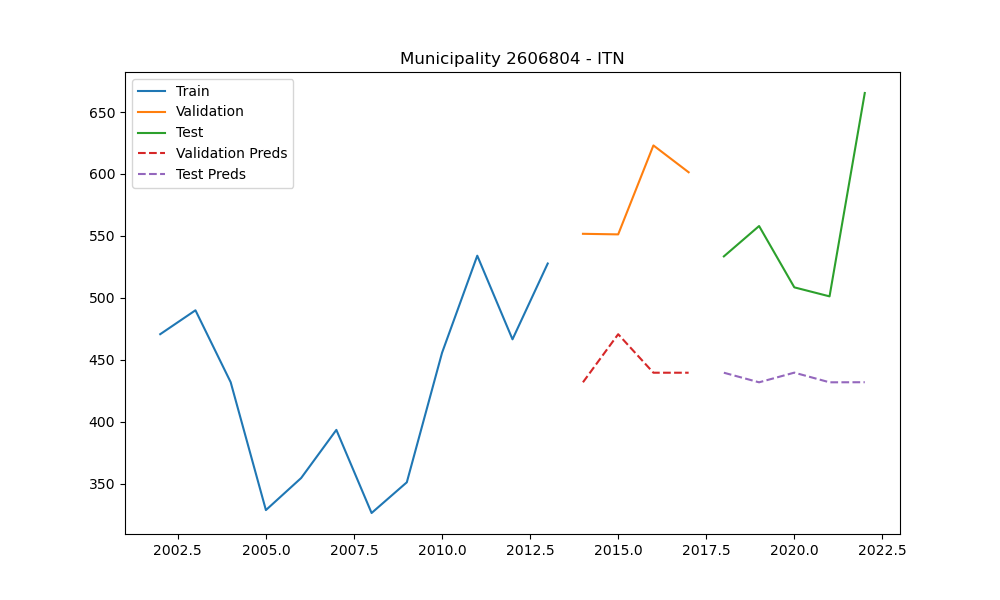 Municipality 2606804 - ITN
Train
Validation
Test
Validation Preds
Test Preds
650
600
550
500
450
400
350
2002.5 2005.0 2007.5 2010.0 2012.5 2015.0 2017.5 2020.0 2022.5